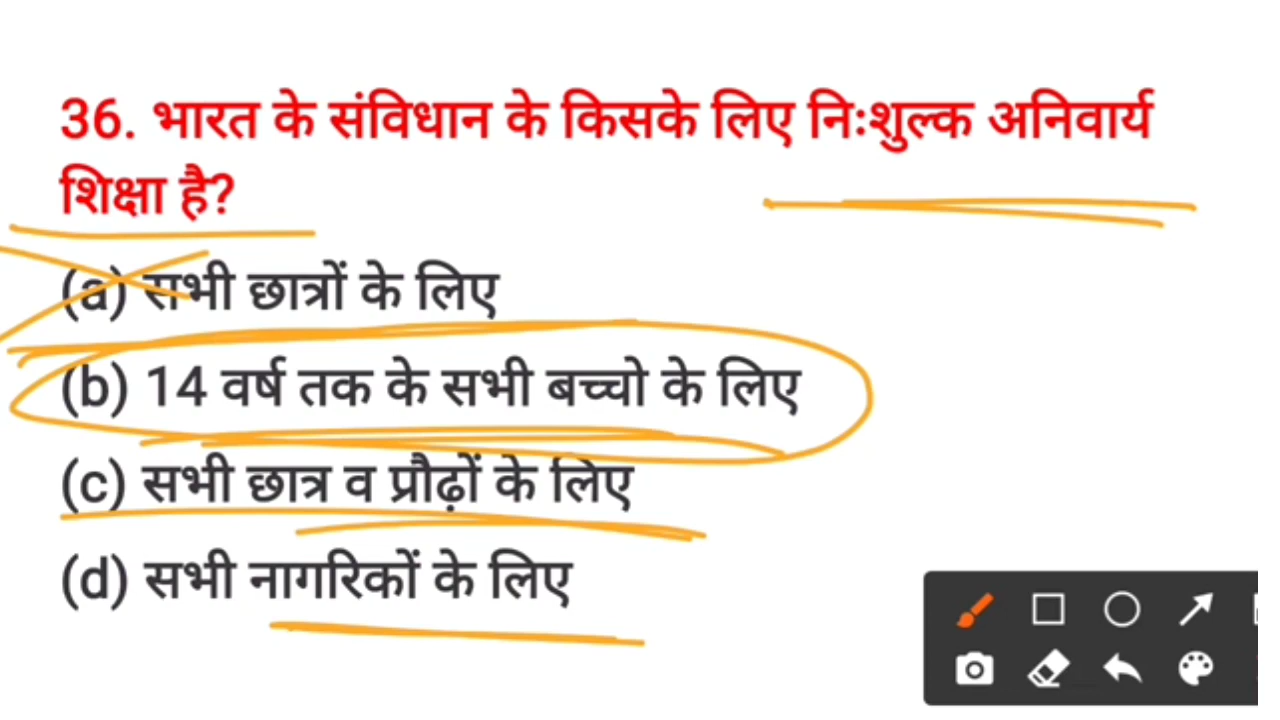 36. भारत के संविधान के किसके लिए निःशुल्क अनिवार्य
शिक्षा है?
(a) सभी छात्रों के लिए
(b) 14 वर्ष तक के सभी बच्चो के लिए
(c) सभी छात्र व प्रौढ़ों के लिए
(d) सभी नागरिकों के लिए